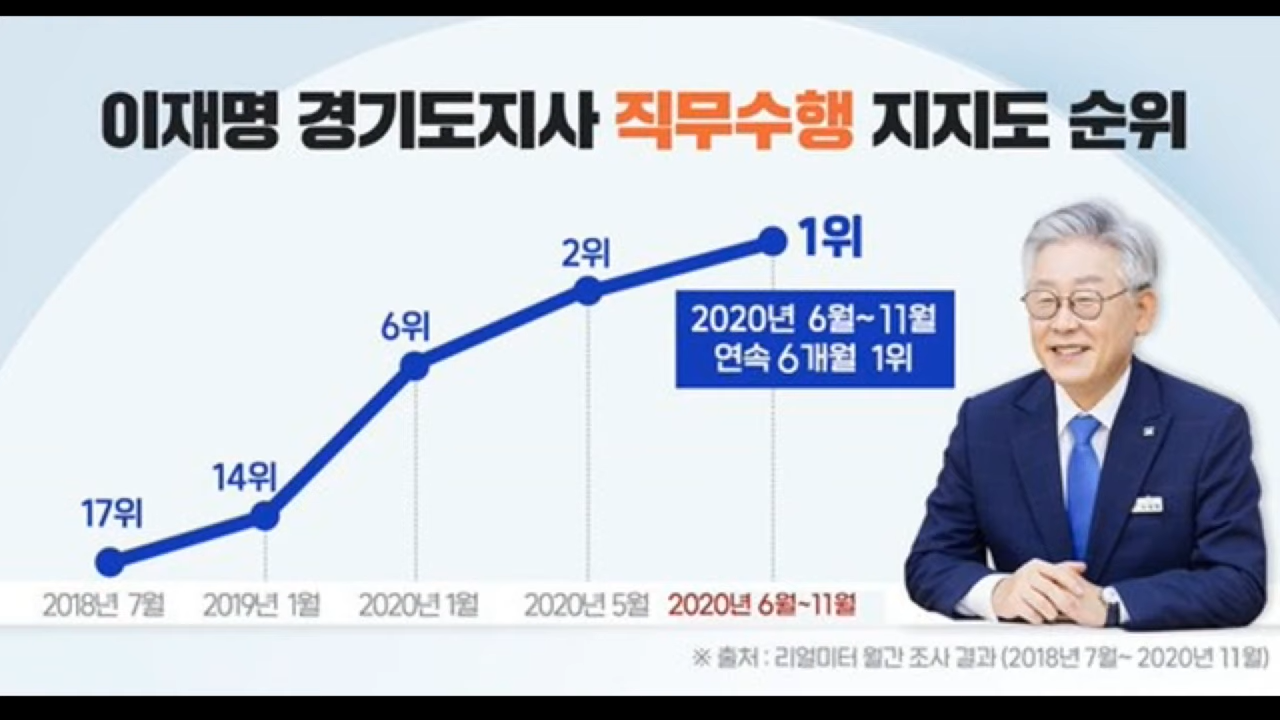 이재명 경기도지사 직무수행 지지도 순위
17위
14위
6위
2위
1위
2020년 6월~11월
연속 6개월 1위
2018년 7월
2019년 1월
2020년 1월
2020년 5월
2020년 6월~11월
※ 출처 : 리얼미터 월간 조사 결과 (2018년 7월~ 2020년 11월)